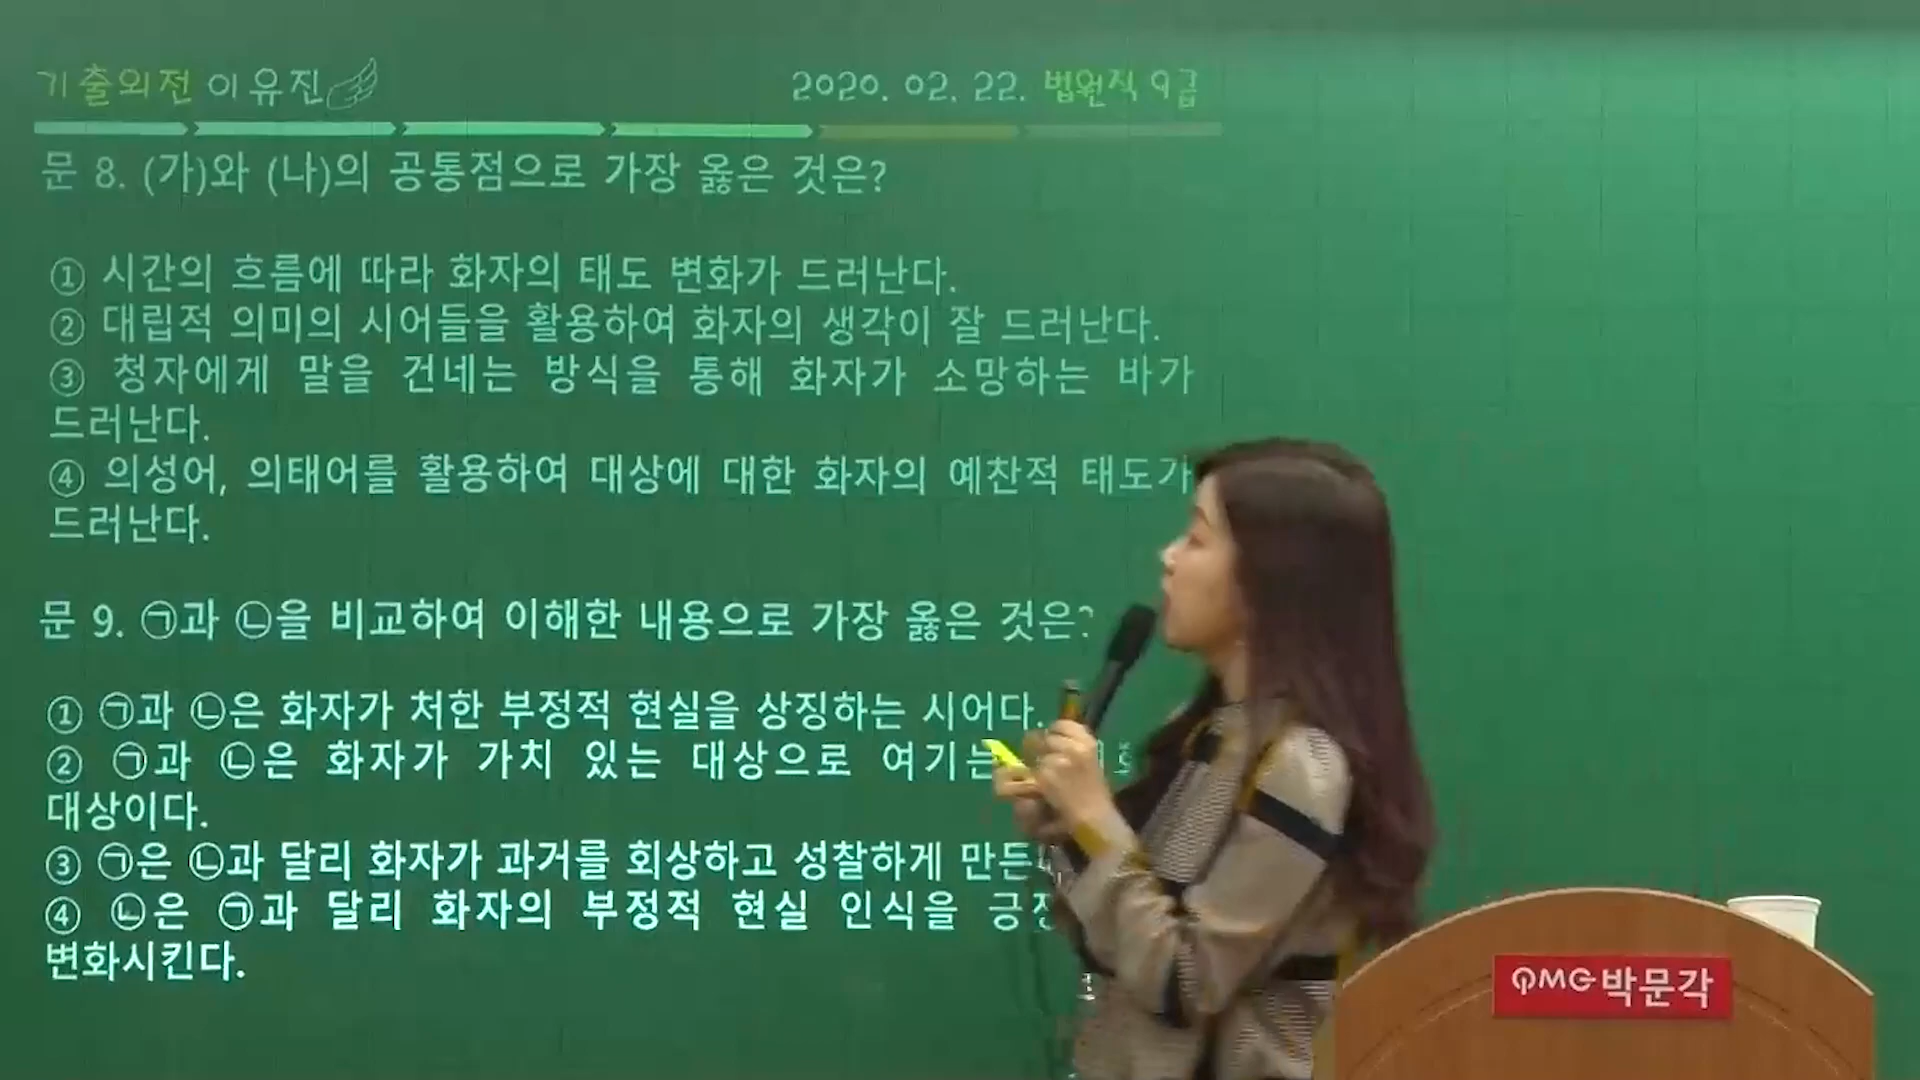 기출외전 이유진
2020. 02. 22. 법원직 9급
문 8. (가)와 (나)의 공통점으로 가장 옳은 것은?
① 시간의 흐름에 따라 화자의 태도 변화가 드러난다.
② 대립적 의미의 시어들을 활용하여 화자의 생각이 잘 드러난다.
③ 청자에게 말을 건네는 방식을 통해 화자가 소망하는 바가
드러난다.
④ 의성어, 의태어를 활용하여 대상에 대한 화자의 예찬적 태도가
드러난다.
문 9. ㉠과 ㉡을 비교하여 이해한 내용으로 가장 옳은 것은?
① ㉠과 ㉡은 화자가 처한 부정적 현실을 상징하는 시어다.
② ㉠과 ㉡은 화자가 가치 있는 대상으로 여기는
대상이다.
③ ㉠은 ㉡과 달리 화자가 과거를 회상하고 성찰하게 만든
④ ㉡은 ㉠과 달리 화자의 부정적 현실 인식을
변화시킨다.
PMG 박문각